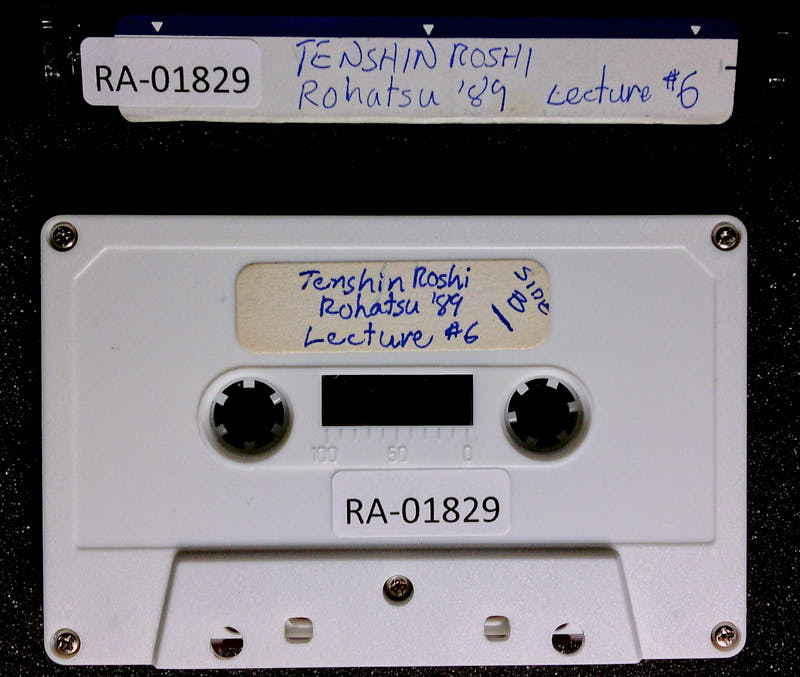 RA-01829
TENSHIN ROSHI
Rohatsu '89 Lecture #6
Tenshin Roshi
Rohatsu '89
Lecture #6
SIDE
B
100 50 0
RA-01829